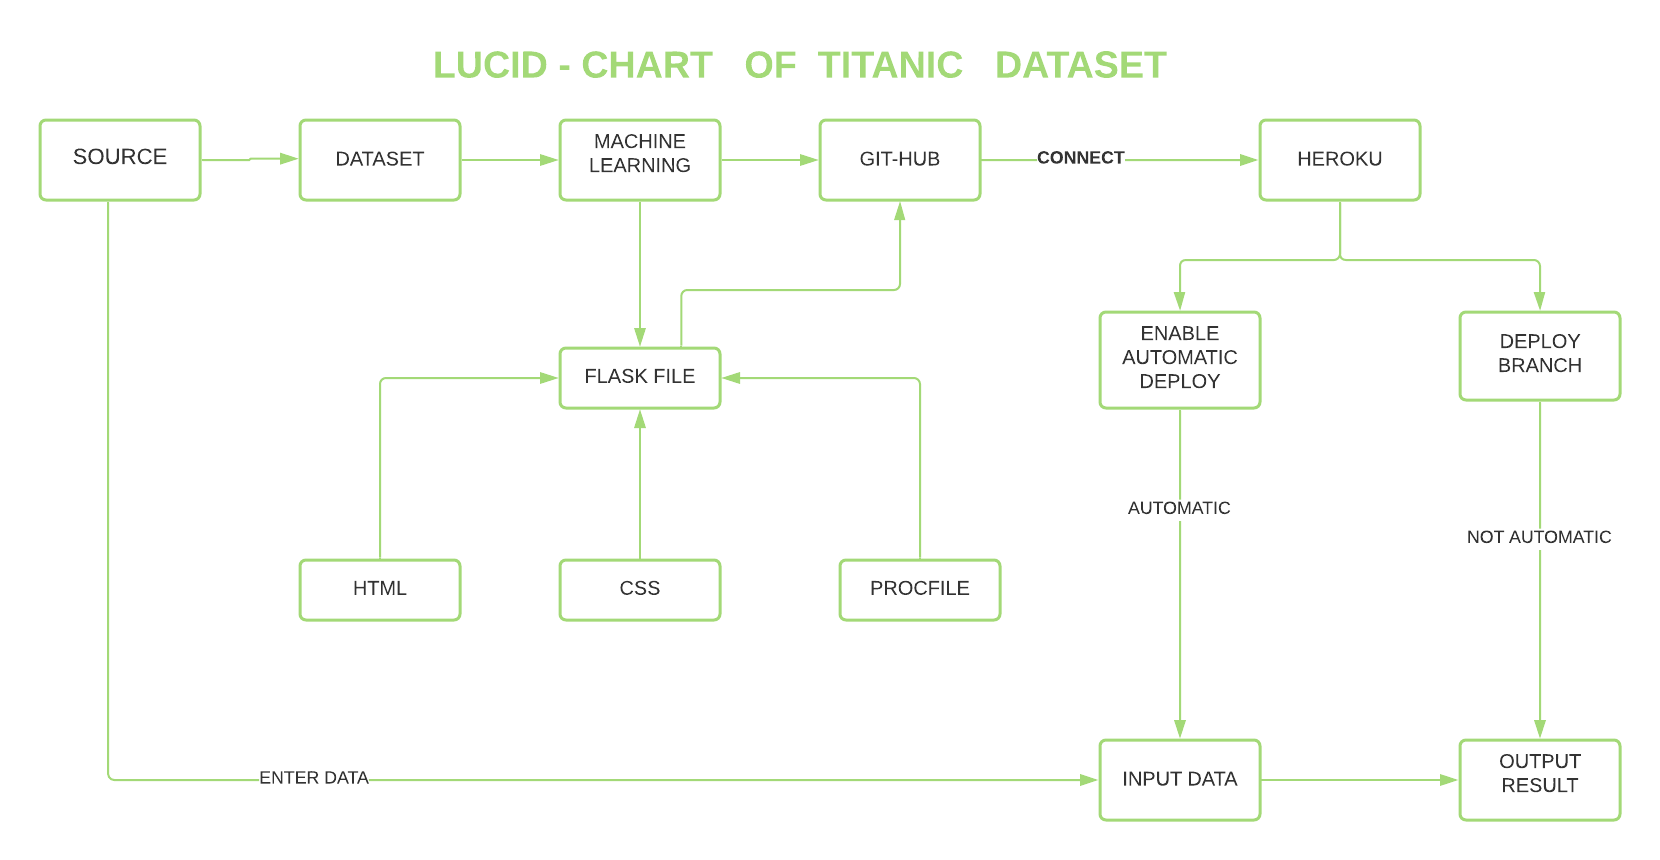 LUCID - CHART OF TITANIC DATASET
SOURCE
DATASET
MACHINE
LEARNING
GIT-HUB
CONNECT
HEROKU
FLASK FILE
ENABLE
AUTOMATIC
DEPLOY
DEPLOY
BRANCH
AUTOMATIC
NOT AUTOMATIC
HTML
CSS
PROCFILE
ENTER DATA
INPUT DATA
OUTPUT
RESULT